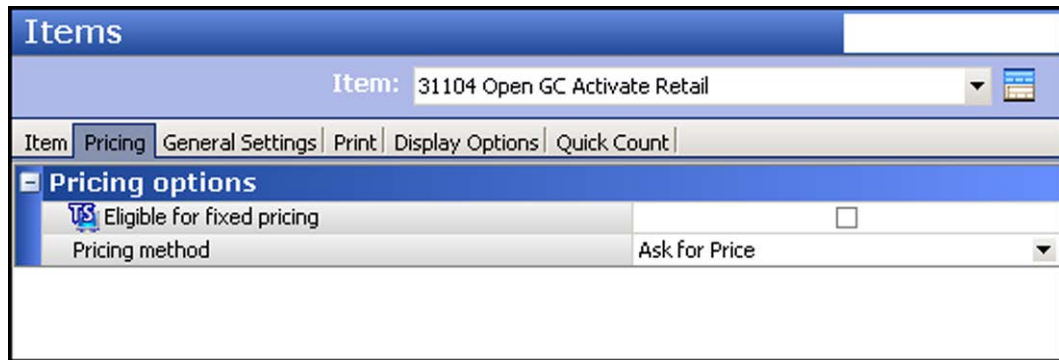 Items
Item: 31104 Open GC Activate Retail
Item Pricing General Settings Print Display Options Quick Count
Pricing options
TS Eligible for fixed pricing
Pricing method Ask for Price